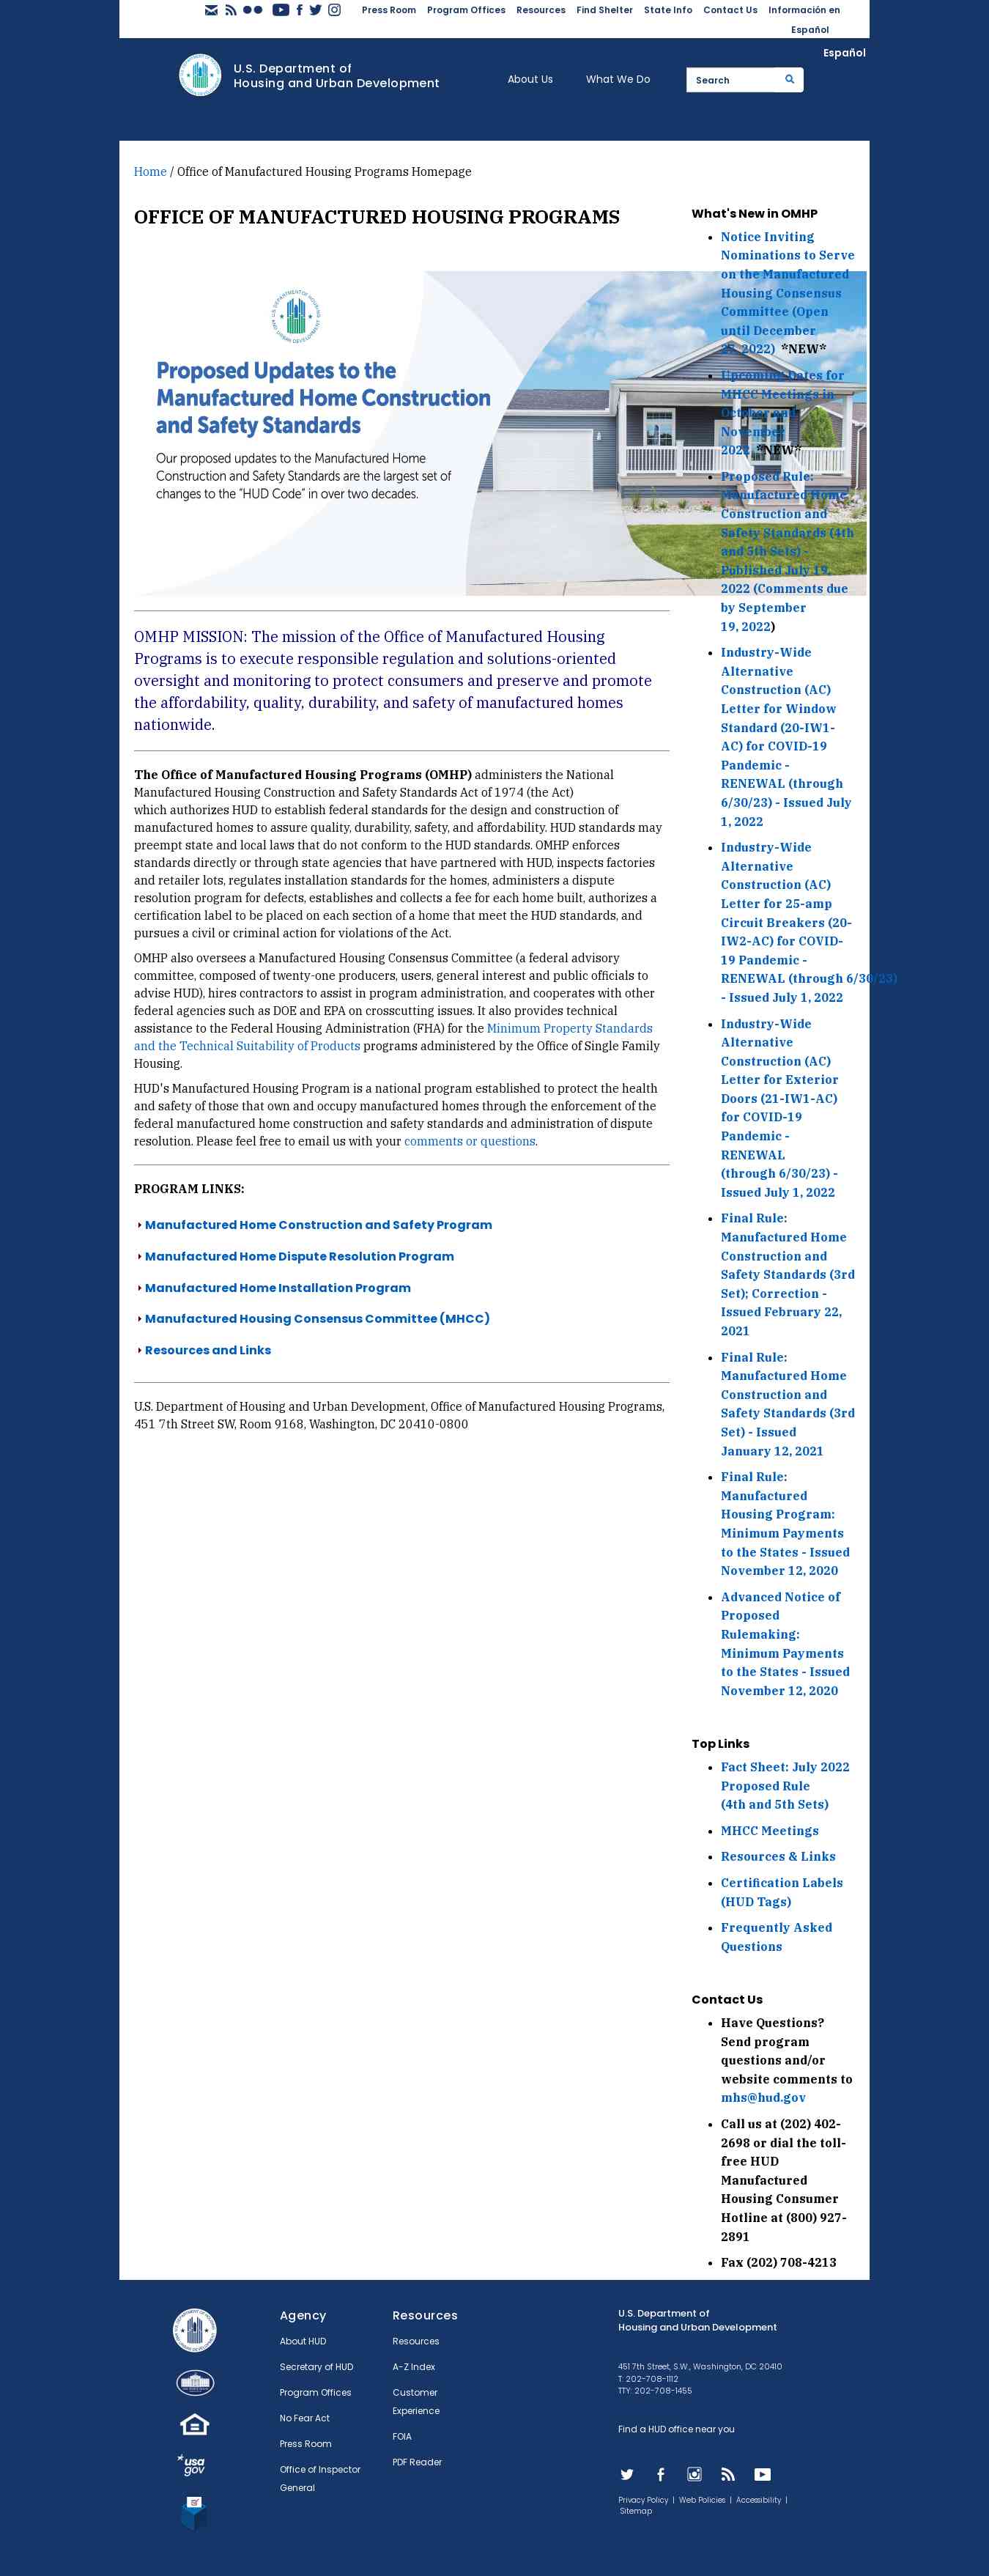 Press Room Program Offices Resources Find Shelter State Info Contact Us Información en
Español
Español
U.S. Department of
Housing and Urban Development
About Us What We Do Search
Home / Office of Manufactured Housing Programs Homepage
OFFICE OF MANUFACTURED HOUSING PROGRAMS
Proposed Updates to the
Manufactured Home Construction
and Safety Standards
Our proposed updates to the Manufactured Home
Construction and Safety Standards are the largest set of
changes to the “HUD Code” in over two decades.
OMHP MISSION: The mission of the Office of Manufactured Housing
Programs is to execute responsible regulation and solutions-oriented
oversight and monitoring to protect consumers and preserve and promote
the affordability, quality, durability, and safety of manufactured homes
nationwide.
The Office of Manufactured Housing Programs (OMHP) administers the National
Manufactured Housing Construction and Safety Standards Act of 1974 (the Act)
which authorizes HUD to establish federal standards for the design and construction of
manufactured homes to assure quality, durability, safety, and affordability. HUD standards may
preempt state and local laws that do not conform to the HUD standards. OMHP enforces
standards directly or through state agencies that have partnered with HUD, inspects factories
and retailer lots, regulates installation standards for the homes, administers a dispute
resolution program for defects, establishes and collects a fee for each home built, authorizes a
certification label to be placed on each section of a home that meet the HUD standards, and
pursues a civil or criminal action for violations of the Act.
OMHP also oversees a Manufactured Housing Consensus Committee (a federal advisory
committee, composed of twenty-one producers, users, general interest and public officials to
advise HUD), hires contractors to assist in program administration, and cooperates with other
federal agencies such as DOE and EPA on crosscutting issues. It also provides technical
assistance to the Federal Housing Administration (FHA) for the Minimum Property Standards
and the Technical Suitability of Products programs administered by the Office of Single Family
Housing.
HUD's Manufactured Housing Program is a national program established to protect the health
and safety of those that own and occupy manufactured homes through the enforcement of the
federal manufactured home construction and safety standards and administration of dispute
resolution. Please feel free to email us with your comments or questions.
PROGRAM LINKS:
Manufactured Home Construction and Safety Program
Manufactured Home Dispute Resolution Program
Manufactured Home Installation Program
Manufactured Housing Consensus Committee (MHCC)
Resources and Links
U.S. Department of Housing and Urban Development, Office of Manufactured Housing Programs,
451 7th Street SW, Room 9168, Washington, DC 20410-0800
What's New in OMHP
Notice Inviting
Nominations to Serve
on the Manufactured
Housing Consensus
Committee (Open
until December
2022) *NEW*
Upcoming Dates for
MHCC Meetings in
October and
November
2022 *NEW*
Proposed Rule:
Manufactured Home
Construction and
Safety Standards (4th
and 5th Sets) -
Published July 19,
2022 (Comments due
by September
19, 2022)
Industry-Wide
Alternative
Construction (AC)
Letter for Window
Standard (20-IW1-
AC) for COVID-19
Pandemic -
RENEWAL (through
6/30/23) - Issued July
1, 2022
Industry-Wide
Alternative
Construction (AC)
Letter for 25-amp
Circuit Breakers (20-
IW2-AC) for COVID-
19 Pandemic -
RENEWAL (through 6/30/23)
- Issued July 1, 2022
Industry-Wide
Alternative
Construction (AC)
Letter for Exterior
Doors (21-IW1-AC)
for COVID-19
Pandemic -
RENEWAL
(through 6/30/23) -
Issued July 1, 2022
Final Rule:
Manufactured Home
Construction and
Safety Standards (3rd
Set); Correction -
Issued February 22,
2021
Final Rule:
Manufactured Home
Construction and
Safety Standards (3rd
Set) - Issued
January 12, 2021
Final Rule:
Manufactured
Housing Program:
Minimum Payments
to the States - Issued
November 12, 2020
Advanced Notice of
Proposed
Rulemaking:
Minimum Payments
to the States - Issued
November 12, 2020
Top Links
Fact Sheet: July 2022
Proposed Rule
(4th and 5th Sets)
MHCC Meetings
Resources & Links
Certification Labels
(HUD Tags)
Frequently Asked
Questions
Contact Us
Have Questions?
Send program
questions and/or
website comments to
mhs@hud.gov
Call us at (202) 402-
2698 or dial the toll-
free HUD
Manufactured
Housing Consumer
Hotline at (800) 927-
2891
Fax (202) 708-4213
usa
gov
Agency
About HUD
Secretary of HUD
Program Offices
No Fear Act
Press Room
Office of Inspector
General
Resources
Resources
A-Z Index
Customer
Experience
FOIA
PDF Reader
U.S. Department of
Housing and Urban Development
451 7th Street, S.W., Washington, DC 20410
T: 202-708-1112
TTY: 202-708-1455
Find a HUD office near you
Privacy Policy | Web Policies | Accessibility |
Sitemap